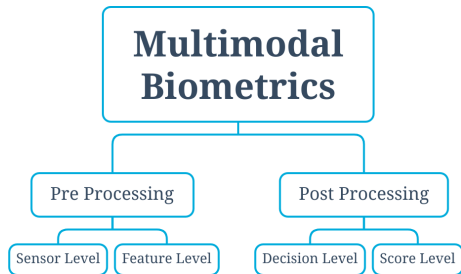 Multimodal
Biometrics
Pre Processing
Post Processing
Sensor Level
Feature Level
Decision Level
Score Level